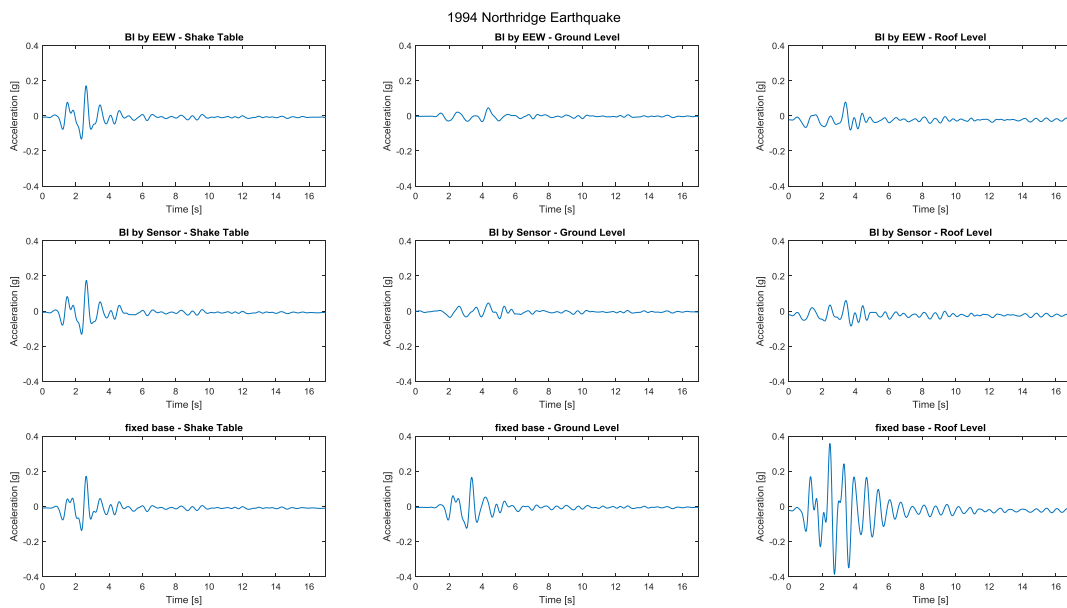 1994 Northridge Earthquake
BI by EEW - Shake Table
0.4
0.2
0
-0.2
-0.4
Acceleration [g]
0 2 4 6 8 10 12 14 16
Time [s]
BI by EEW - Ground Level
0.4
0.2
0
-0.2
-0.4
Acceleration [g]
0 2 4 6 8 10 12 14 16
Time [s]
BI by EEW - Roof Level
0.4
0.2
0
-0.2
-0.4
Acceleration [g]
0 2 4 6 8 10 12 14 16
Time [s]
BI by Sensor - Shake Table
0.4
0.2
0
-0.2
-0.4
Acceleration [g]
0 2 4 6 8 10 12 14 16
Time [s]
BI by Sensor - Ground Level
0.4
0.2
0
-0.2
-0.4
Acceleration [g]
0 2 4 6 8 10 12 14 16
Time [s]
BI by Sensor - Roof Level
0.4
0.2
0
-0.2
-0.4
Acceleration [g]
0 2 4 6 8 10 12 14 16
Time [s]
fixed base - Shake Table
0.4
0.2
0
-0.2
-0.4
Acceleration [g]
0 2 4 6 8 10 12 14 16
Time [s]
fixed base - Ground Level
0.4
0.2
0
-0.2
-0.4
Acceleration [g]
0 2 4 6 8 10 12 14 16
Time [s]
fixed base - Roof Level
0.4
0.2
0
-0.2
-0.4
Acceleration [g]
0 2 4 6 8 10 12 14 16
Time [s]